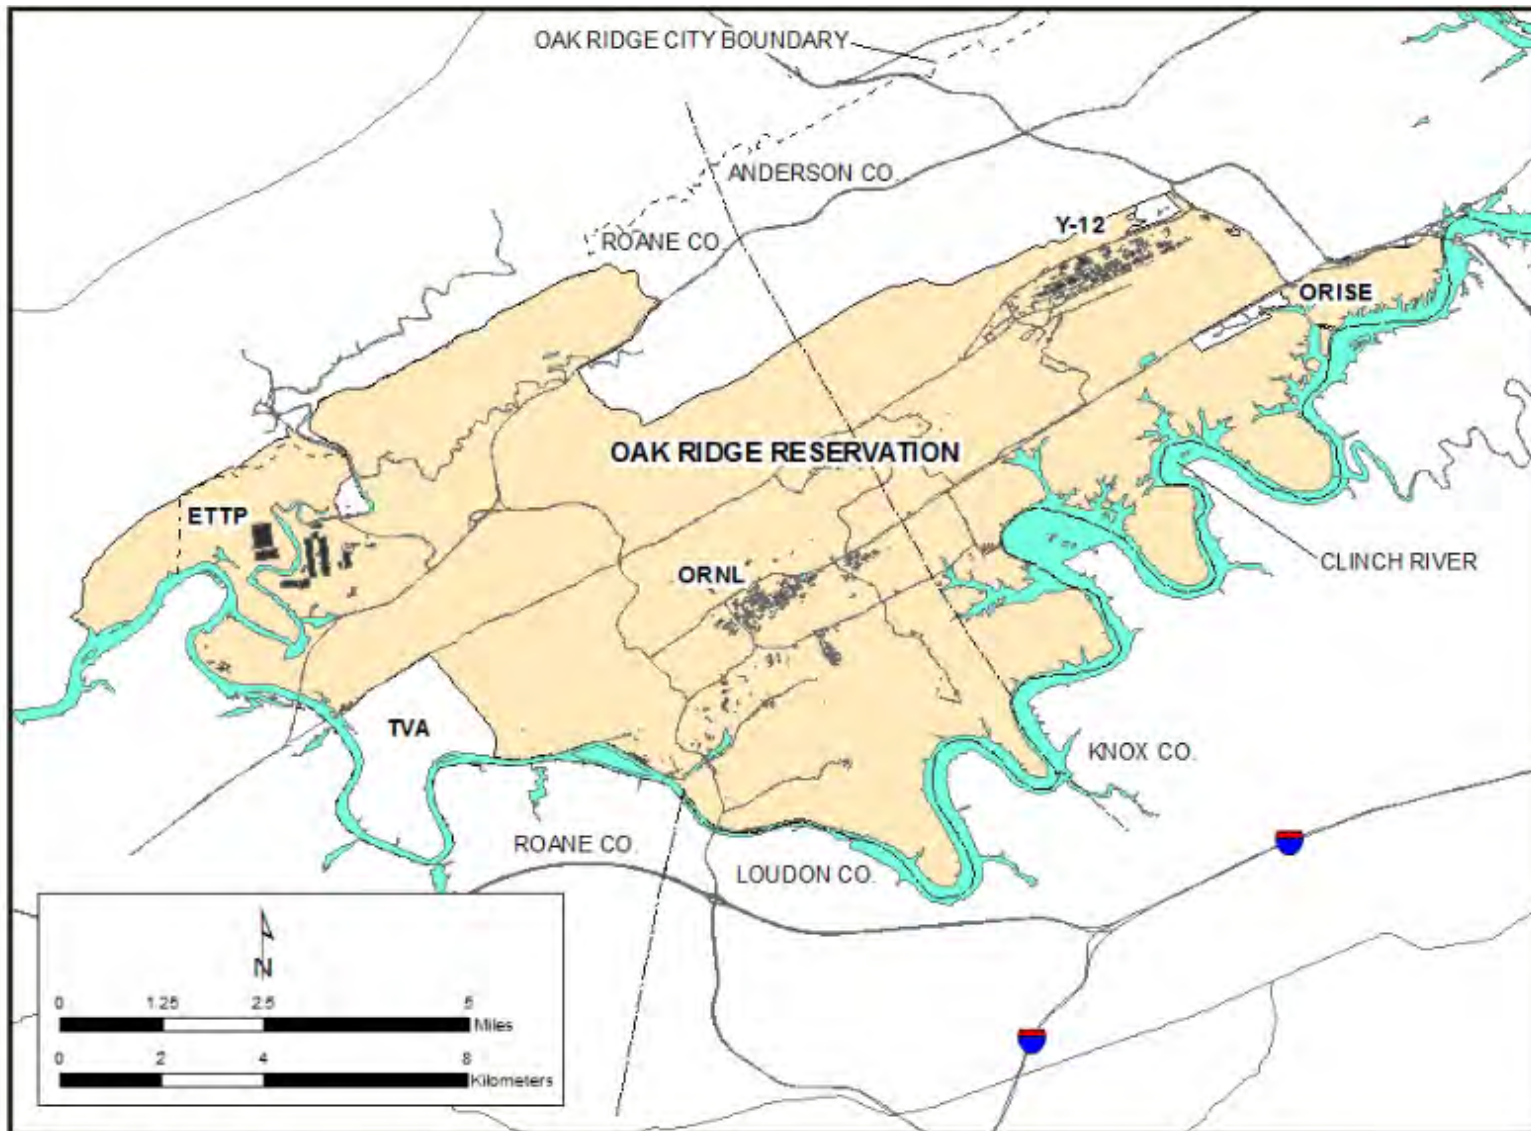 OAK RIDGE CITY BOUNDARY
ANDERSON CO.
ROANE CO.
Y-12
ORISE
OAK RIDGE RESERVATION
ETTP
ORNL
CLINCH RIVER
TVA
KNOX CO.
ROANE CO.
LOUDON CO.
N
0 1.25 2.5 5
Miles
0 2 4 8
Kilometers